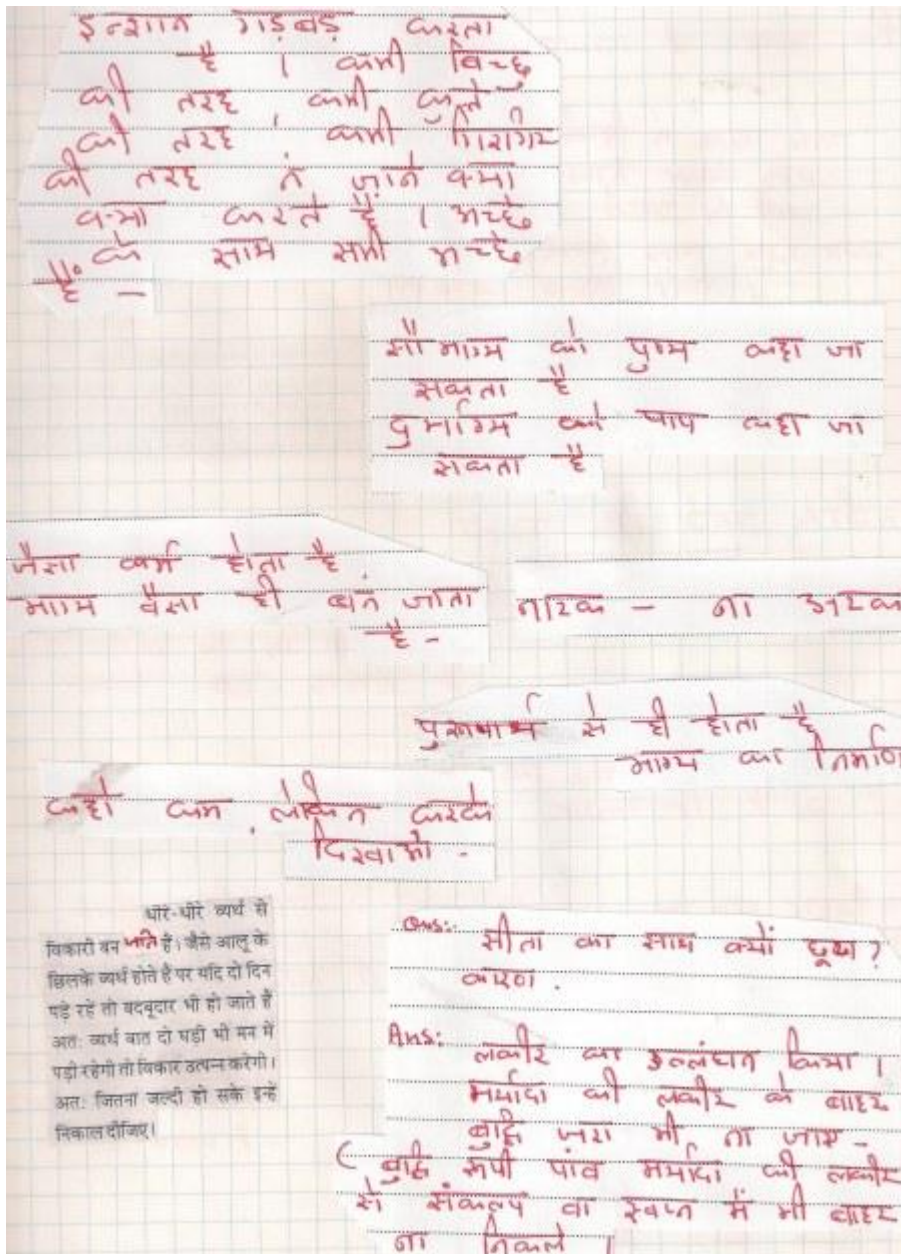 इन्शान गड़बड़ करता
है । कभी बिच्छु
की तरह , कभी कुत्ते
की तरह , कभी गिरगिर
की तरह न जाने क्या
क्या करते है । अच्छे
के साथ सभी अच्छे
हैं -
सौभाग्य को पुण्य कहा जा
सकता है
दुर्भाग्य को पाप कहा जा
सकता है
जैसा कर्म होता है
भाग्य वैसा ही बन जाता
है -
नारक - ना अरक
पुरूषार्थ से ही होता है
भाग्य का निर्माण
कहो कम , लेकिन करके
दिखाओ -
धीरे-धीरे व्यर्थ से
विकारी बन जाते हैं। जैसे आलू के
छिलके व्यर्थ होते हैं पर यदि दो दिन
पड़े रहें तो बदबूदार भी हो जाते हैं
अतः व्यर्थ बात दो घड़ी भी मन में
पड़ी रहेगी तो विकार उत्पन्न करेगी।
अतः जितना जल्दी हो सके इन्हें
निकाल दीजिए।
सीता का साथ क्यों छूटा ?
कारण .
Ans: लकीर का उल्लंघन किया ।
मर्यादा की लकीर के बाहर
बुद्धि जरा भी ना जाए -
( बुद्धि रूपी पांव मर्यादा की लकीर
से संकल्प वा स्वप्न में भी बाहर
ना निकले ।